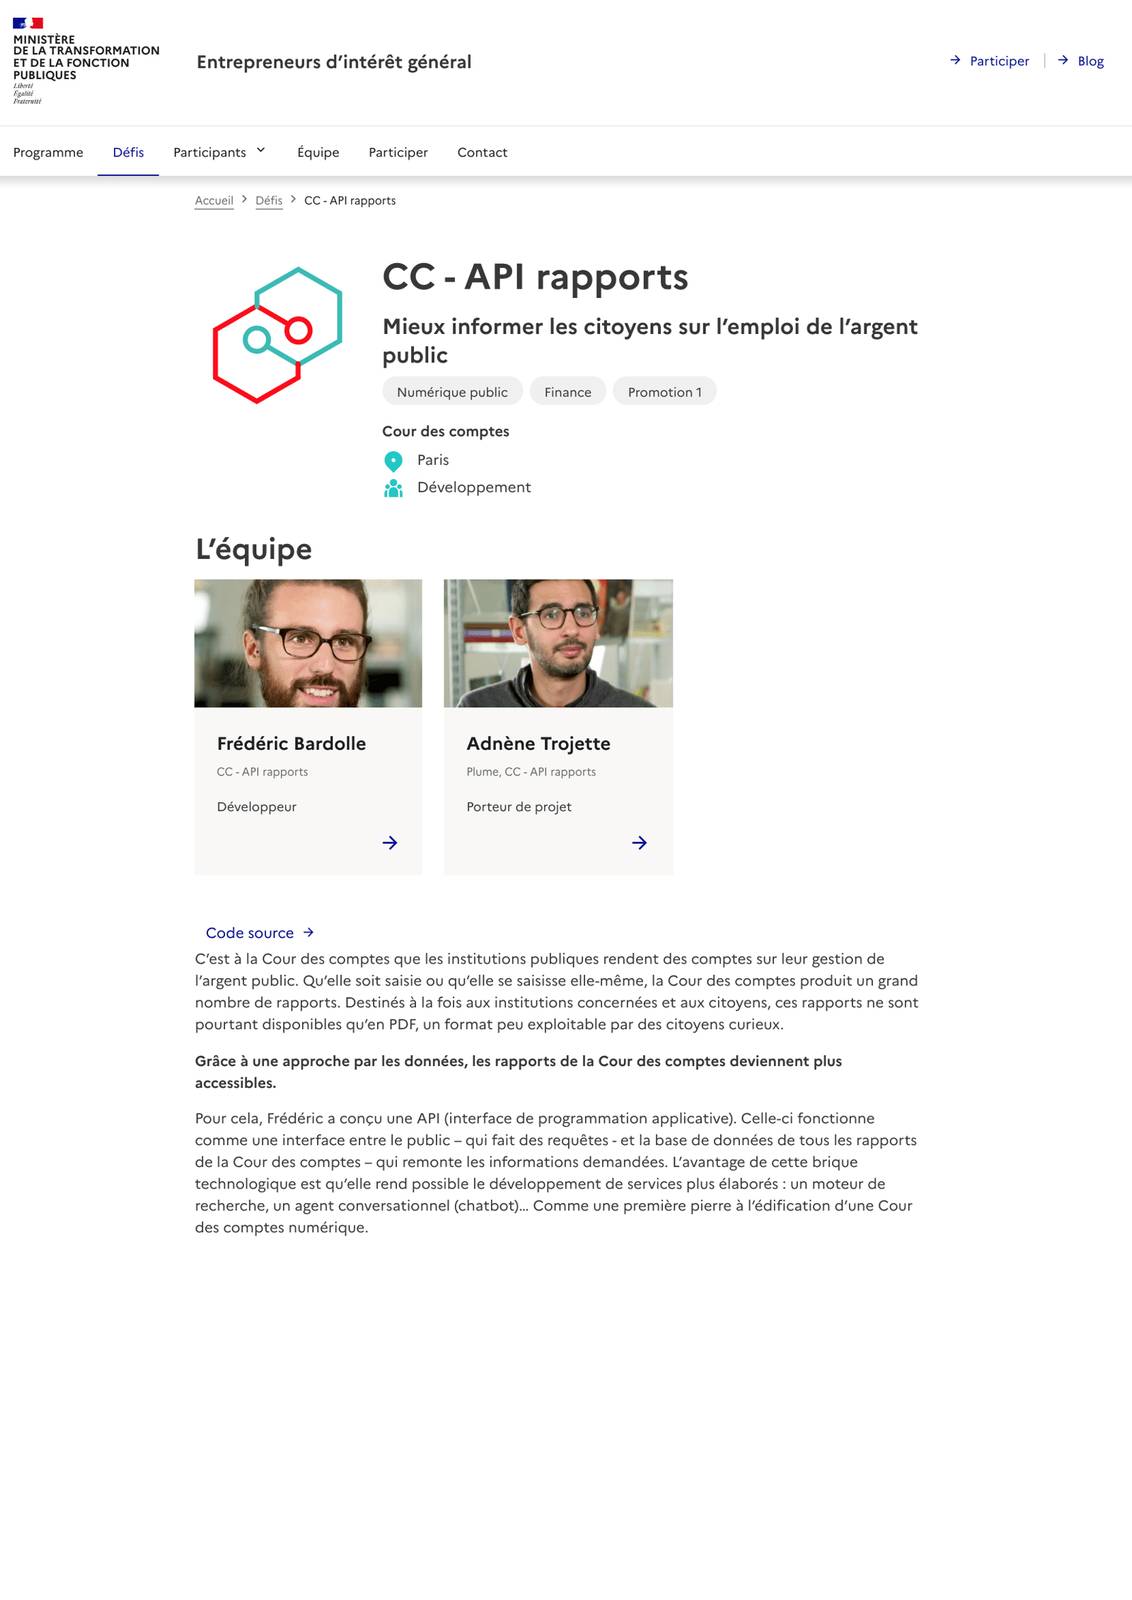 MINISTÈRE
DE LA TRANSFORMATION
ET DE LA FONCTION
PUBLIQUES
Liberté
Égalité
Fraternité
Entrepreneurs d’intérêt général
Participer
Blog
Programme Défis Participants Équipe Participer Contact
Accueil Défis CC - API rapports
CC - API rapports
Mieux informer les citoyens sur l’emploi de l’argent
public
Numérique public Finance Promotion 1
Cour des comptes
Paris
Développement
L’équipe
Frédéric Bardolle
CC - API rapports
Développeur
Adnène Trojette
Plume, CC - API rapports
Porteur de projet
Code source
C’est à la Cour des comptes que les institutions publiques rendent des comptes sur leur gestion de
l’argent public. Qu’elle soit saisie ou qu’elle se saisisse elle-même, la Cour des comptes produit un grand
nombre de rapports. Destinés à la fois aux institutions concernées et aux citoyens, ces rapports ne sont
pourtant disponibles qu’en PDF, un format peu exploitable par des citoyens curieux.
Grâce à une approche par les données, les rapports de la Cour des comptes deviennent plus
accessibles.
Pour cela, Frédéric a conçu une API (interface de programmation applicative). Celle-ci fonctionne
comme une interface entre le public – qui fait des requêtes - et la base de données de tous les rapports
de la Cour des comptes – qui remonte les informations demandées. L’avantage de cette brique
technologique est qu’elle rend possible le développement de services plus élaborés : un moteur de
recherche, un agent conversationnel (chatbot)… Comme une première pierre à l’édification d’une Cour
des comptes numérique.